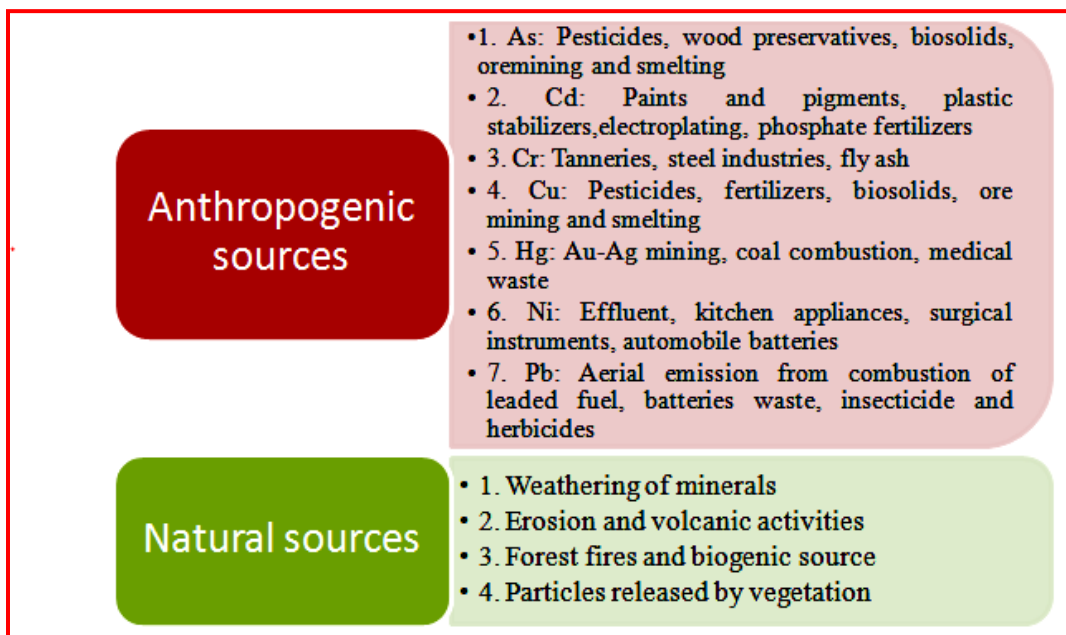 Anthropogenic
sources
•1. As: Pesticides, wood preservatives, biosolids,
oremining and smelting
• 2. Cd: Paints and pigments, plastic
stabilizers,electroplating, phosphate fertilizers
• 3. Cr: Tanneries, steel industries, fly ash
• 4. Cu: Pesticides, fertilizers, biosolids, ore
mining and smelting
• 5. Hg: Au-Ag mining, coal combustion, medical
waste
• 6. Ni: Effluent, kitchen appliances, surgical
instruments, automobile batteries
• 7. Pb: Aerial emission from combustion of
leaded fuel, batteries waste, insecticide and
herbicides
Natural sources
• 1. Weathering of minerals
• 2. Erosion and volcanic activities
• 3. Forest fires and biogenic source
• 4. Particles released by vegetation